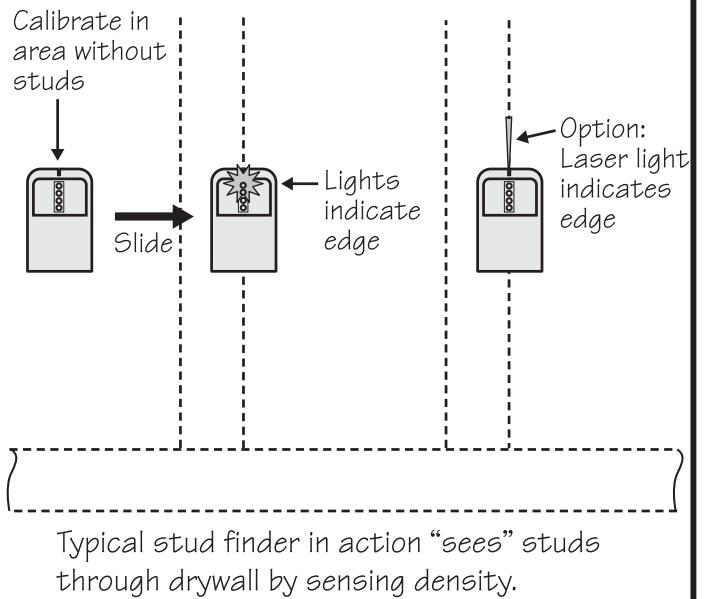 Calibrate in
area without
studs
Slide
Lights
indicate
edge
Option:
Laser light
indicates
edge
Typical stud finder in action “sees” studs
through drywall by sensing density.